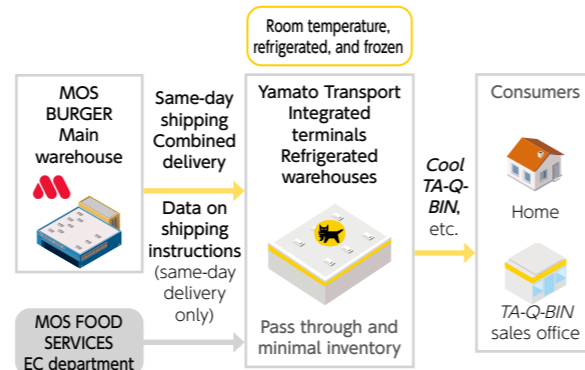 Room temperature,
refrigerated, and frozen
MOS
BURGER
Main
warehouse
Same-day
shipping
Combined
delivery
Data on
shipping
instructions
(same-day
delivery
only)
MOS FOOD
SERVICES
EC department
Yamato Transport
Integrated
terminals
Refrigerated
warehouses
Pass through and
minimal inventory
Cool
TA-Q-
BIN,
etc.
Consumers
Home
TA-Q-BIN
sales office